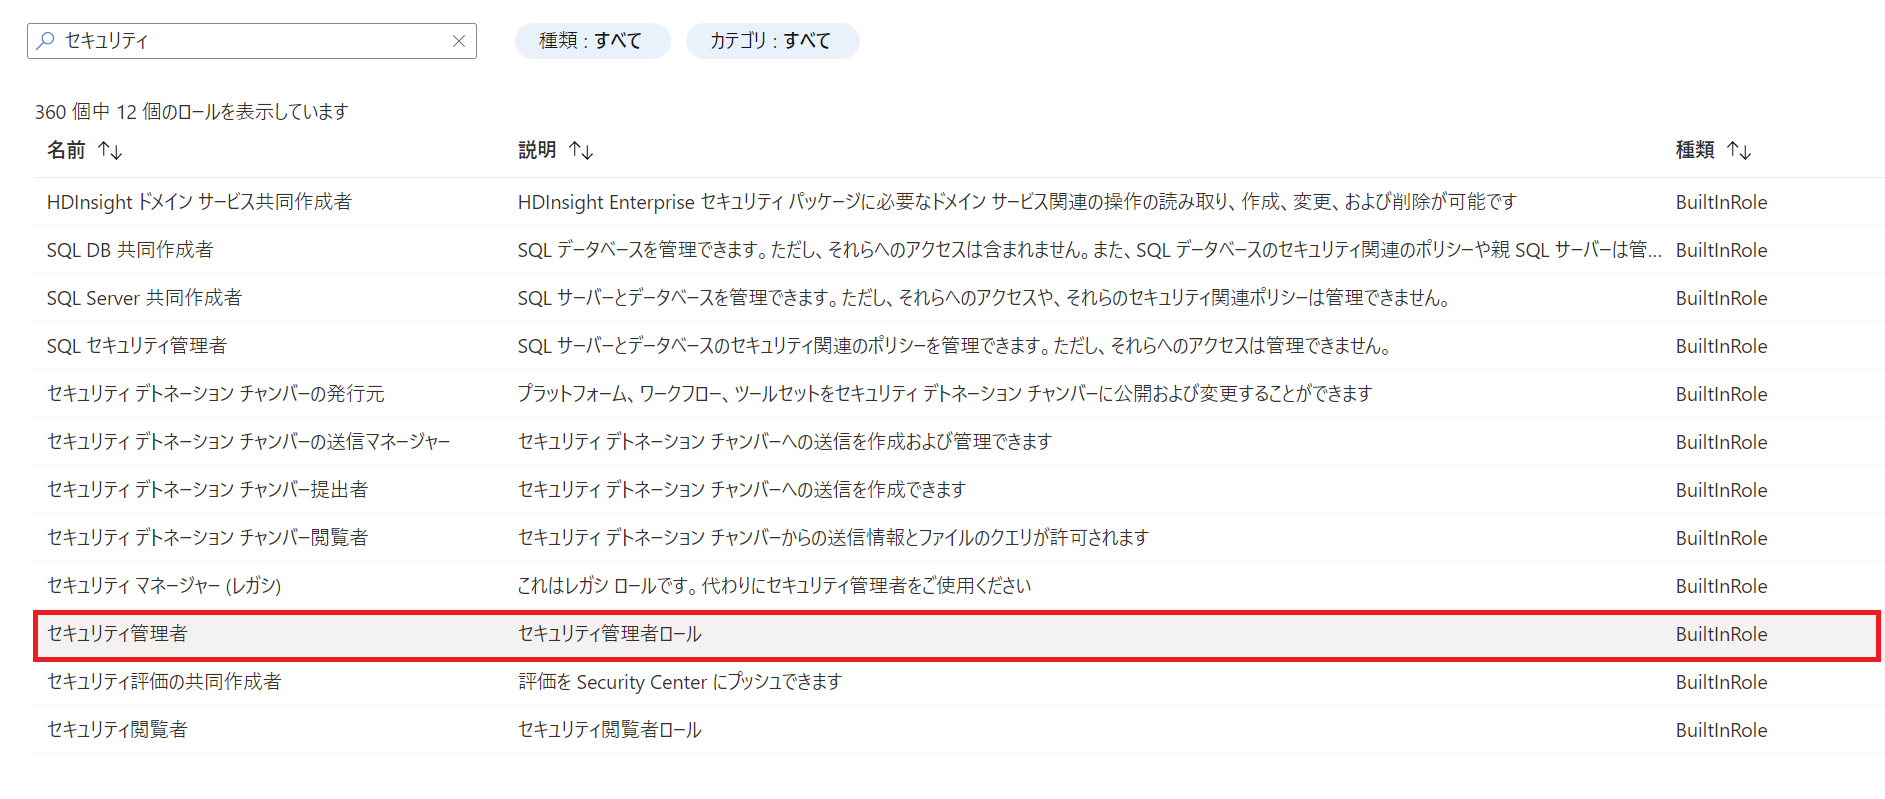 セキュリティ
種類 : すべて
カテゴリ : すべて
360 個中 12 個のロールを表示しています
名前 ↑↓ 説明 ↑↓ 種類 ↑↓
HDInsight ドメイン サービス共同作成者 HDInsight Enterprise セキュリティ パッケージに必要なドメイン サービス関連の操作の読み取り、作成、変更、および削除が可能です BuiltInRole
SQL DB 共同作成者 SQL データベースを管理できます。ただし、それらへのアクセスは含まれません。また、SQL データベースのセキュリティ関連のポリシーや親 SQL サーバーは管... BuiltInRole
SQL Server 共同作成者 SQL サーバーとデータベースを管理できます。ただし、それらへのアクセスや、それらのセキュリティ関連ポリシーは管理できません。 BuiltInRole
SQL セキュリティ管理者 SQL サーバーとデータベースのセキュリティ関連のポリシーを管理できます。ただし、それらへのアクセスは管理できません。 BuiltInRole
セキュリティ デトネーション チャンバーの発行元 プラットフォーム、ワークフロー、ツールセットをセキュリティ デトネーション チャンバーに公開および変更することができます BuiltInRole
セキュリティ デトネーション チャンバーの送信マネージャー セキュリティ デトネーション チャンバーへの送信を作成および管理できます BuiltInRole
セキュリティ デトネーション チャンバー提出者 セキュリティ デトネーション チャンバーへの送信を作成できます BuiltInRole
セキュリティ デトネーション チャンバー閲覧者 セキュリティ デトネーション チャンバーからの送信情報とファイルのクエリが許可されます BuiltInRole
セキュリティ マネージャー (レガシ) これはレガシ ロールです。代わりにセキュリティ管理者をご使用ください BuiltInRole
セキュリティ管理者 セキュリティ管理者ロール BuiltInRole
セキュリティ評価の共同作成者 評価を Security Center にプッシュできます BuiltInRole
セキュリティ閲覧者 セキュリティ閲覧者ロール BuiltInRole